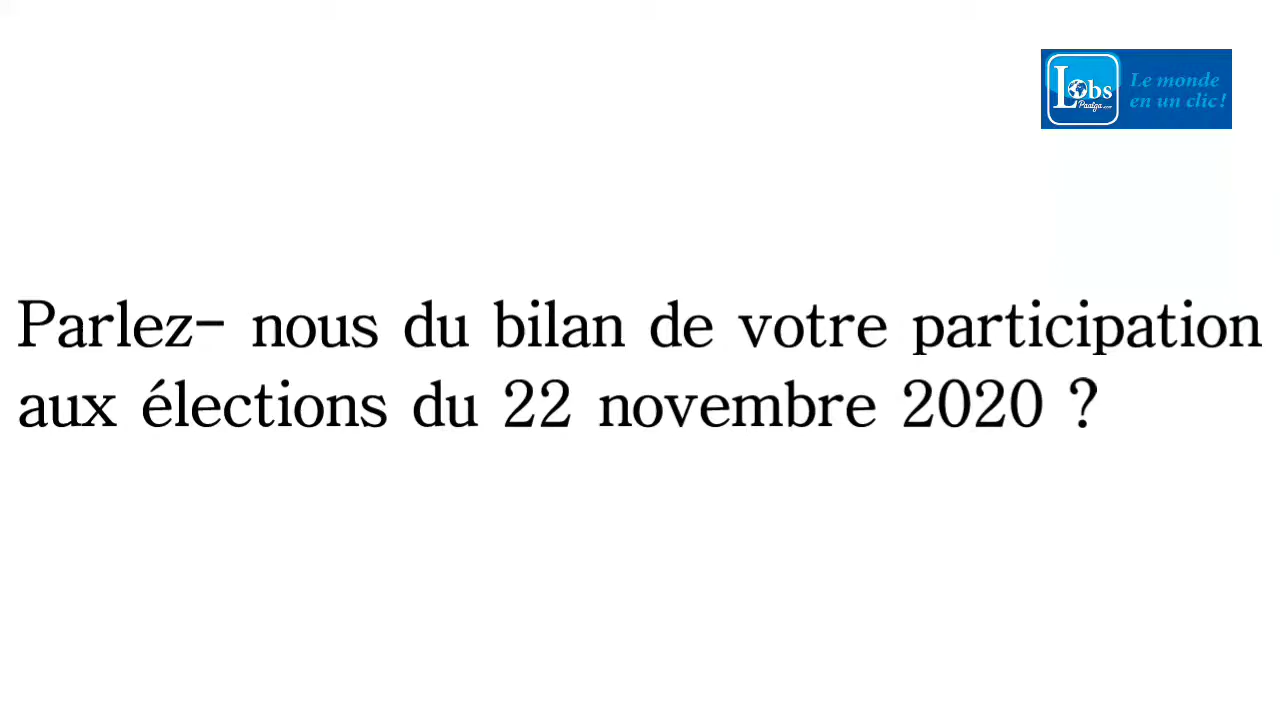 Lobs
Paalga.com
Le monde
en un clic!
Parlez- nous du bilan de votre participation
aux élections du 22 novembre 2020 ?